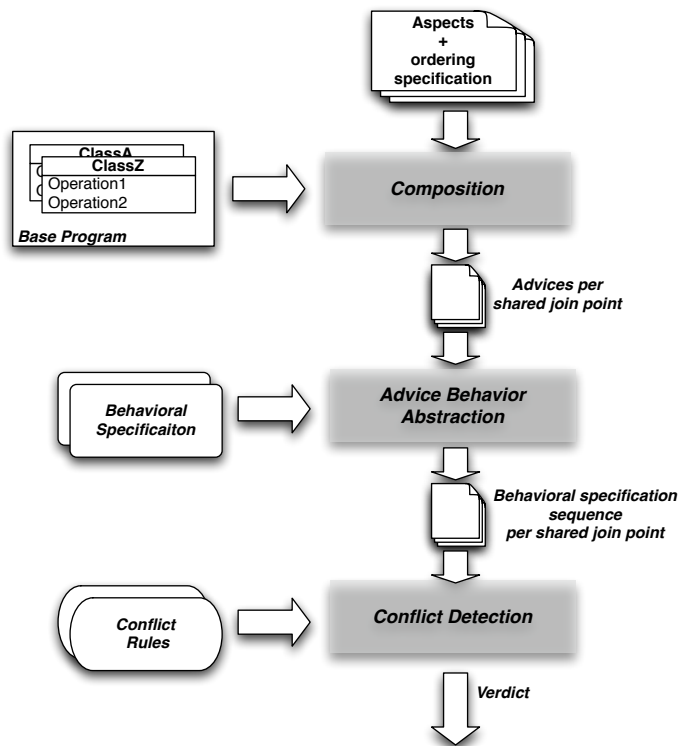 Aspects
+
ordering
specification
ClassA
ClassZ
Operation1
Operation2
Base Program
Composition
Advices per
shared join point
Behavioral
Specificaiton
Advice Behavior
Abstraction
Behavioral specification
sequence
per shared join point
Conflict
Rules
Conflict Detection
Verdict